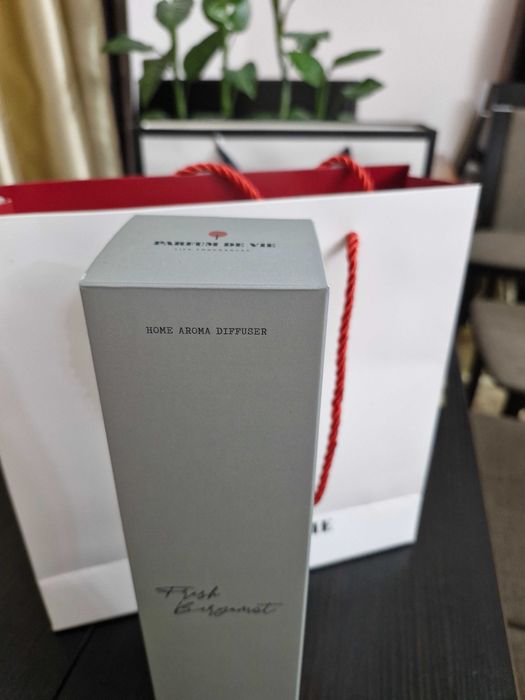 PARFUM DE VIE
HOME AROMA DIFFUSER
Fresh
Bergamot